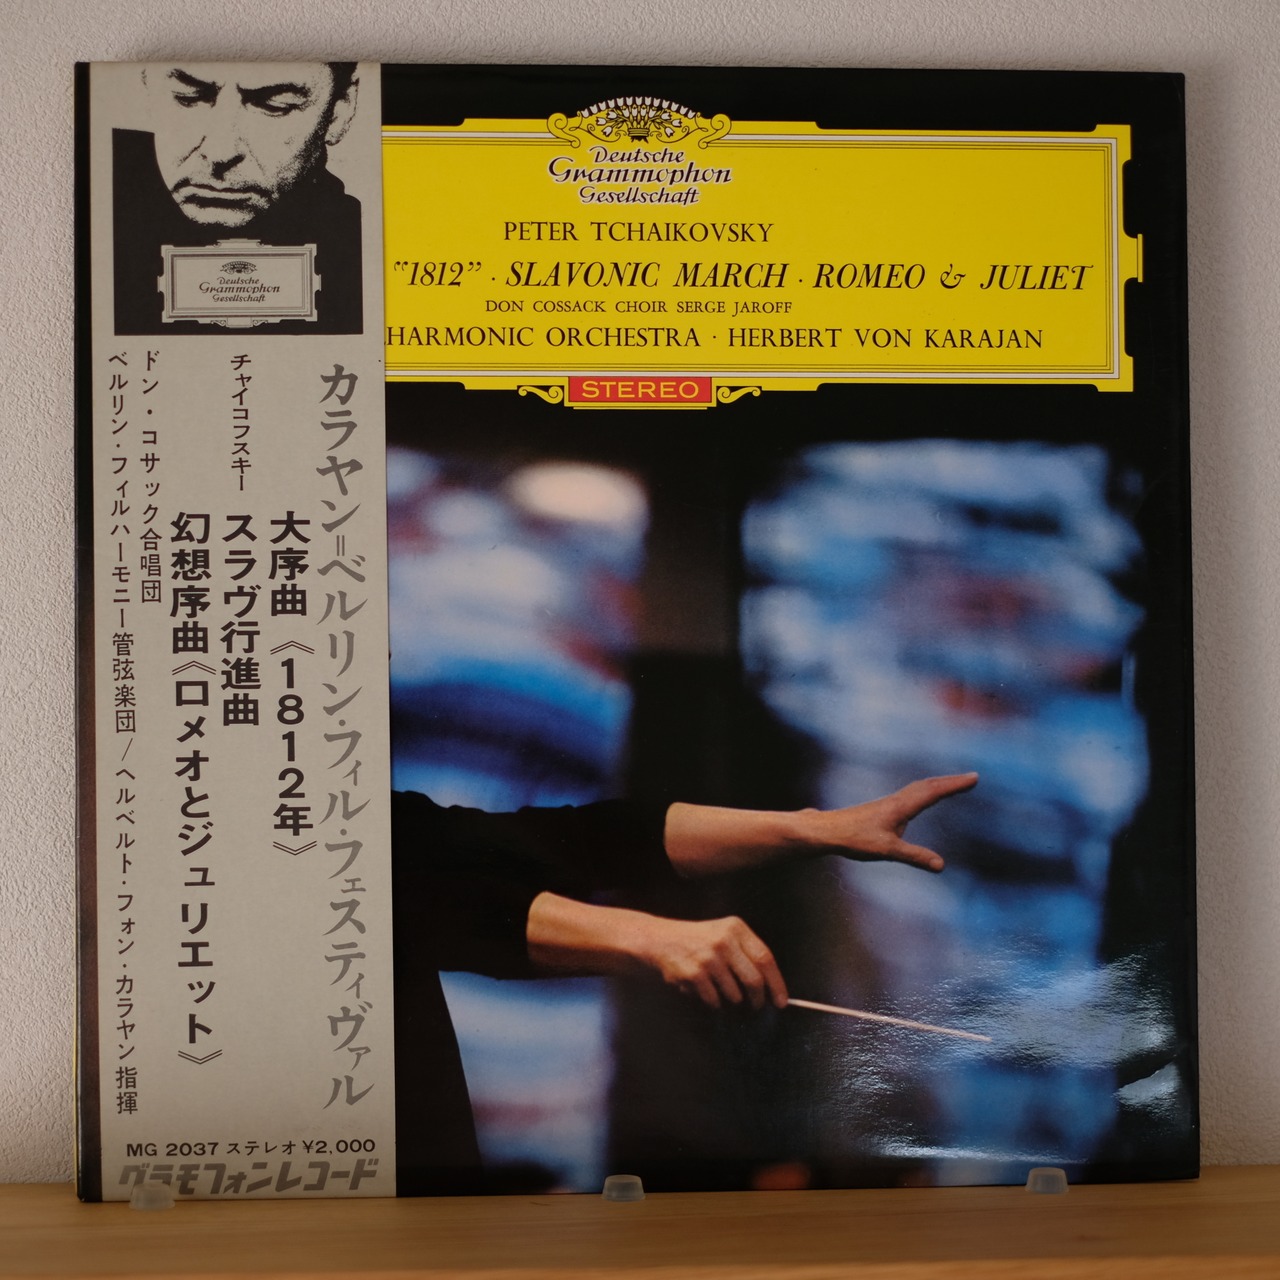 Deutsche
Grammophon
Gesellschaft
カラヤン=ベルリン・フィル・フェスティヴァル
チャイコフスキー
大序曲《1812年》
スラヴ行進曲
幻想序曲《ロメオとジュリエット》
ドン・コサック合唱団
ベルリン・フィルハーモニー管弦楽団/ヘルベルト・フォン・カラヤン指揮
MG 2037 ステレオ ¥2,000
グラモフォンレコード
Deutsche
Grammophon
Gesellschaft
PETER TCHAIKOVSKY
“1812” · SLAVONIC MARCH · ROMEO & JULIET
DON COSSACK CHOIR SERGE JAROFF
HARMONIC ORCHESTRA · HERBERT VON KARAJAN
STEREO